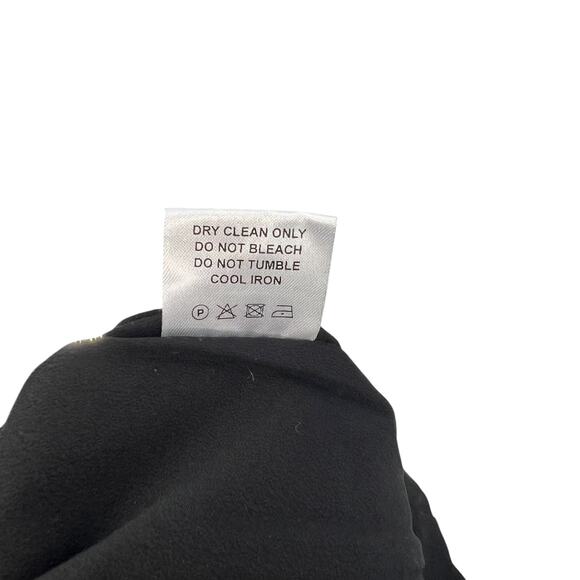 DRY CLEAN ONLY
DO NOT BLEACH
DO NOT TUMBLE
COOL IRON
P